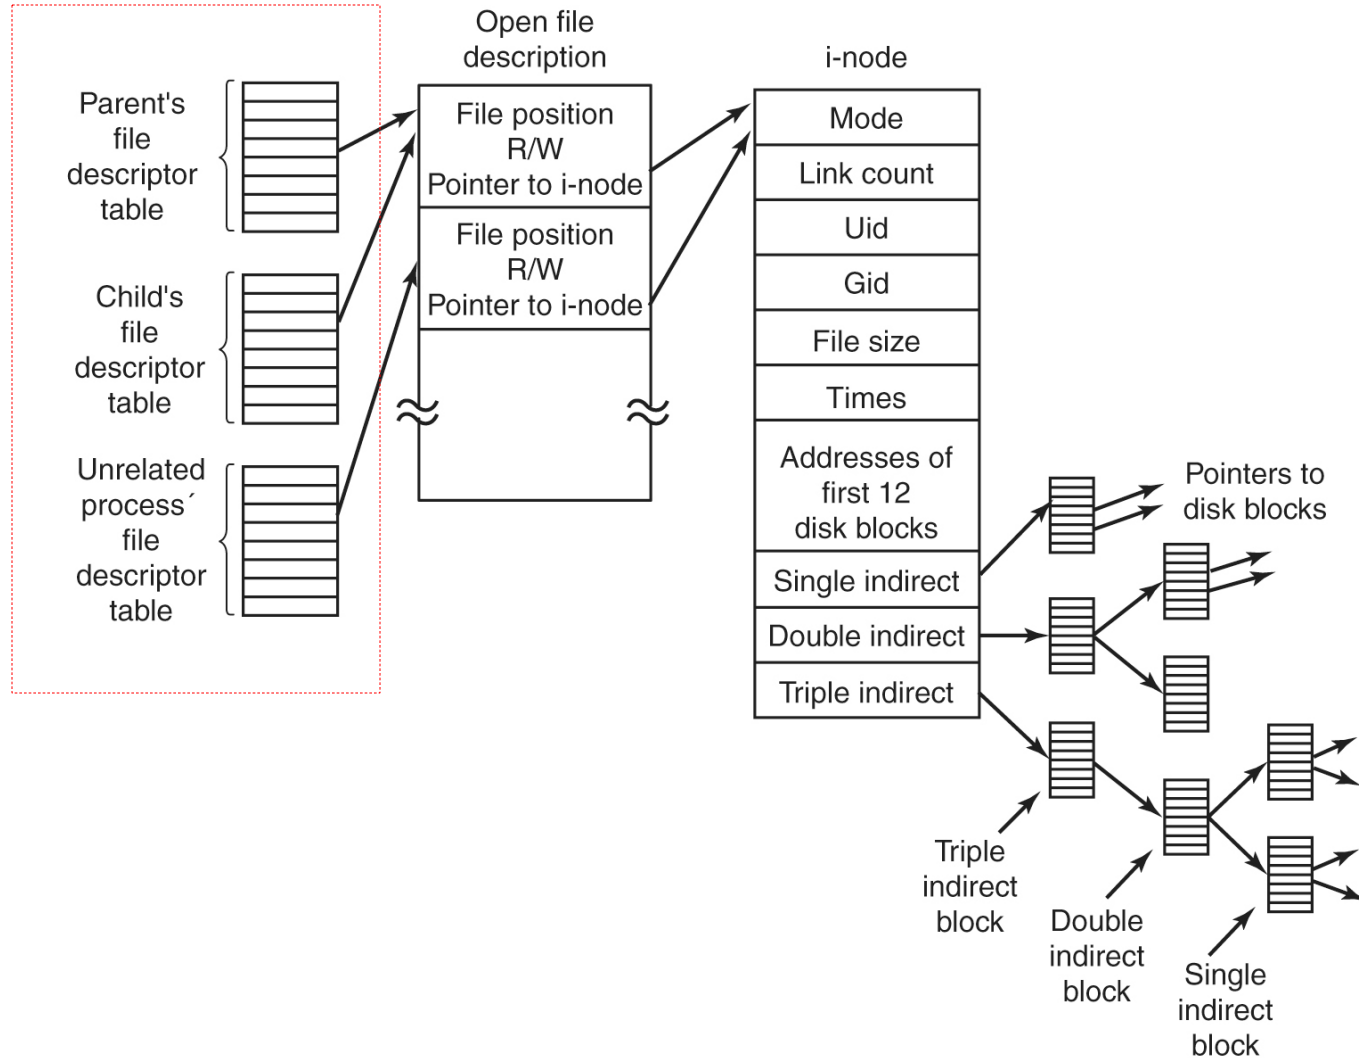 Parent's
file
descriptor
table
Child's
file
descriptor
table
Unrelated
process´
file
descriptor
table
Open file
description
File position
R/W
Pointer to i-node
File position
R/W
Pointer to i-node
i-node
Mode
Link count
Uid
Gid
File size
Times
Addresses of
first 12
disk blocks
Single indirect
Double indirect
Triple indirect
Pointers to
disk blocks
Triple
indirect
block
Double
indirect
block
Single
indirect
block